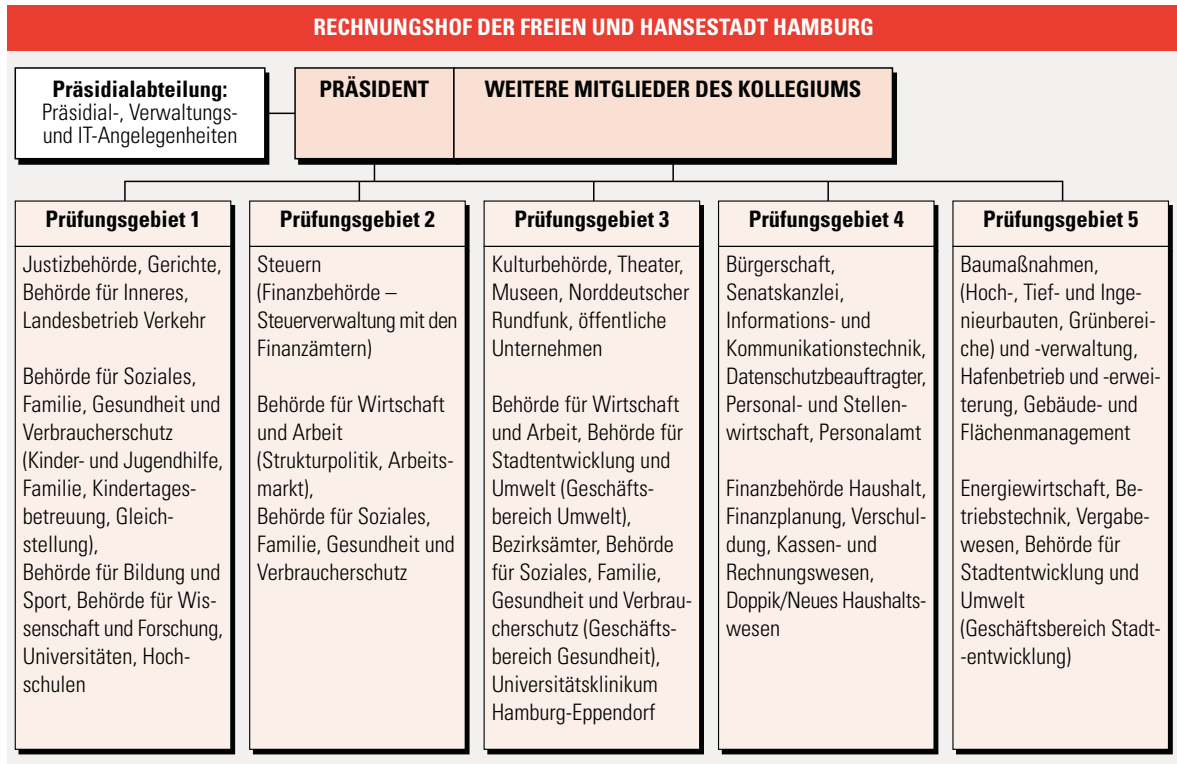 RECHNUNGSHOF DER FREIEN UND HANSESTADT HAMBURG
Präsidialabteilung:
Präsidial-, Verwaltungs-
und IT-Angelegenheiten
PRÄSIDENT
WEITERE MITGLIEDER DES KOLLEGIUMS
Prüfungsgebiet 1
Justizbehörde, Gerichte,
Behörde für Inneres,
Landesbetrieb Verkehr
Behörde für Soziales,
Familie, Gesundheit und
Verbraucherschutz
(Kinder- und Jugendhilfe,
Familie, Kindertages-
betreuung, Gleich-
stellung),
Behörde für Bildung und
Sport, Behörde für Wis-
senschaft und Forschung,
Universitäten, Hoch-
schulen
Prüfungsgebiet 2
Steuern
(Finanzbehörde –
Steuerverwaltung mit den
Finanzämtern)
Behörde für Wirtschaft
und Arbeit
(Strukturpolitik, Arbeits-
markt),
Behörde für Soziales,
Familie, Gesundheit und
Verbraucherschutz
Prüfungsgebiet 3
Kulturbehörde, Theater,
Museen, Norddeutscher
Rundfunk, öffentliche
Unternehmen
Behörde für Wirtschaft
und Arbeit, Behörde für
Stadtentwicklung und
Umwelt (Geschäfts-
bereich Umwelt),
Bezirksämter, Behörde
für Soziales, Familie,
Gesundheit und Verbrau-
cherschutz (Geschäfts-
bereich Gesundheit),
Universitätsklinikum
Hamburg-Eppendorf
Prüfungsgebiet 4
Bürgerschaft,
Senatskanzlei,
Informations- und
Kommunikationstechnik,
Datenschutzbeauftragter,
Personal- und Stellen-
wirtschaft, Personalamt
Finanzbehörde Haushalt,
Finanzplanung, Verschul-
dung, Kassen- und
Rechnungswesen,
Doppik/Neues Haushalts-
wesen
Prüfungsgebiet 5
Baumaßnahmen,
(Hoch-, Tief- und Inge-
nieurbauten, Grünberei-
che) und -verwaltung,
Hafenbetrieb und -erwei-
terung, Gebäude- und
Flächenmanagement
Energiewirtschaft, Be-
triebstechnik, Vergabe-
wesen, Behörde für
Stadtentwicklung und
Umwelt
(Geschäftsbereich Stadt-
-entwicklung)